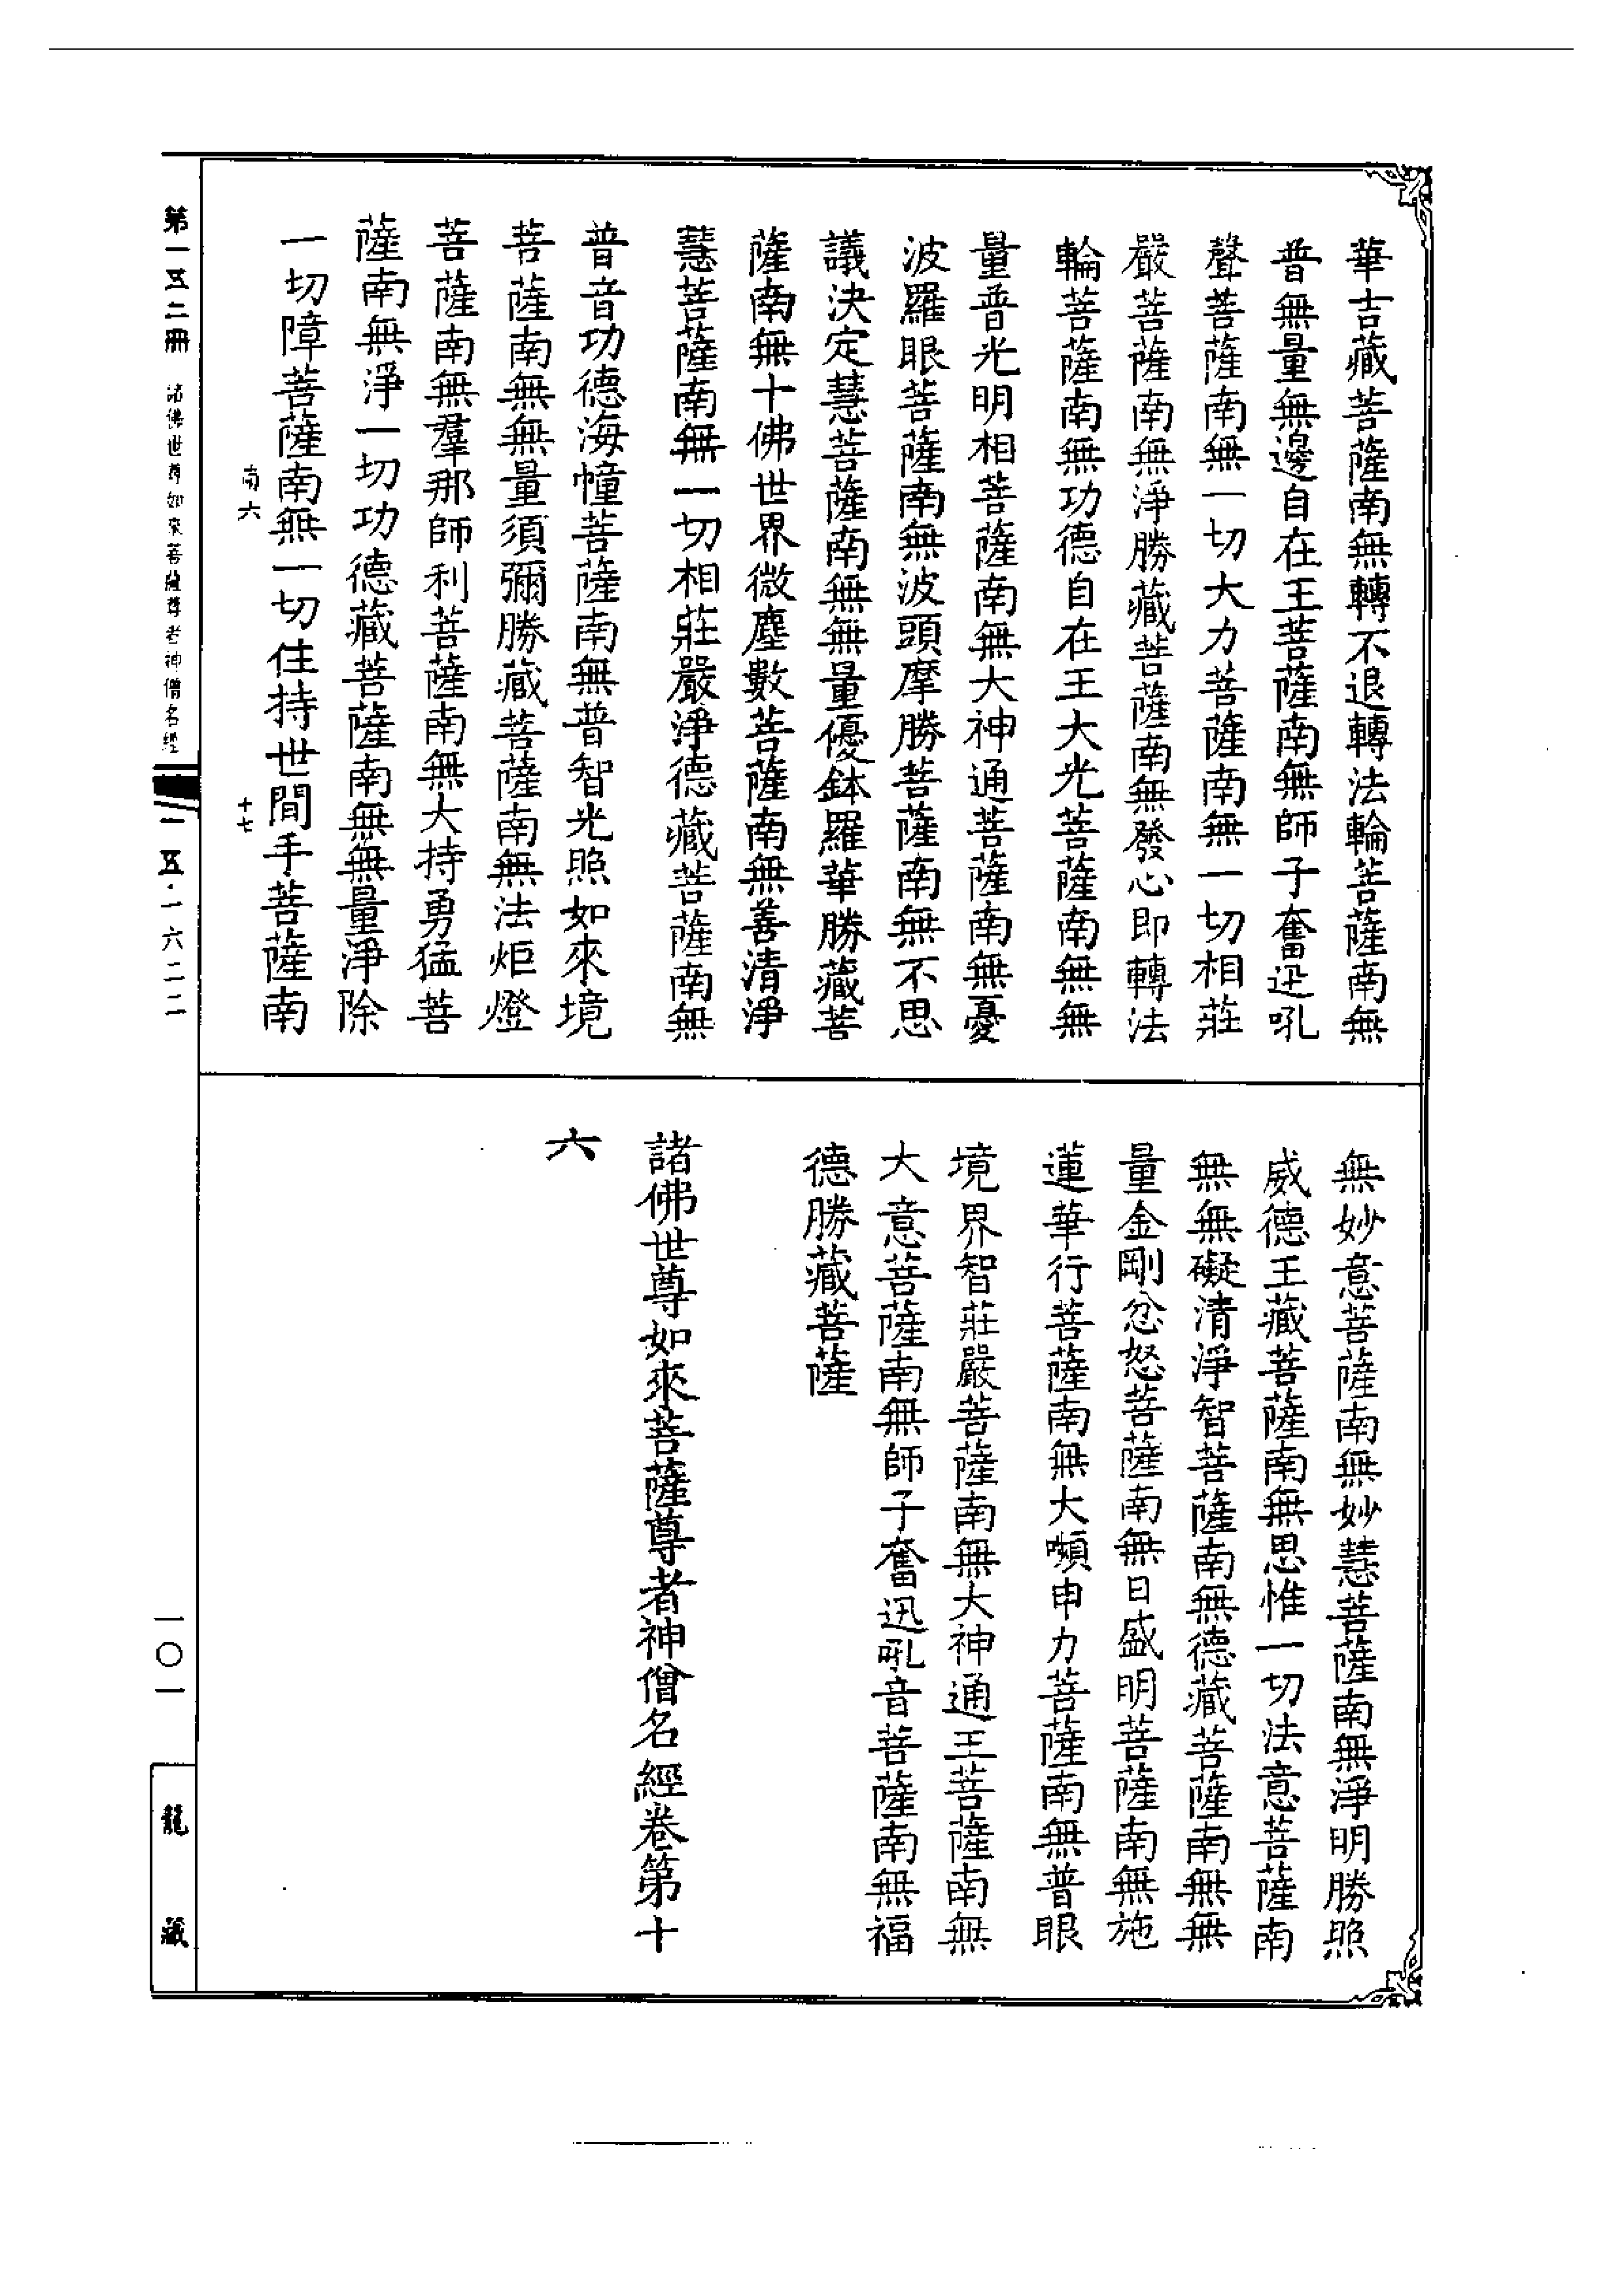 華吉藏菩薩南無轉不退轉法輪菩薩南無
普無量無邊自在王菩薩南無師子奮迅吼
聲菩薩南無一切大力菩薩南無一切相莊
嚴菩薩南無淨勝藏菩薩南無發心即轉法
輪菩薩南無功德自在王大光菩薩南無無
量普光明相菩薩南無大神通菩薩南無憂
波羅眼菩薩南無波頭摩勝菩薩南無不思
議決定慧菩薩南無無量優鉢羅華勝藏菩
薩南無十佛世界微塵數菩薩南無善清淨
慧菩薩南無一切相莊嚴淨德藏菩薩南無
普音功德海幢菩薩南無普智光照如來境
菩薩南無無量須彌勝藏菩薩南無法炬燈
菩薩南無羣那師利菩薩南無大持勇猛菩
薩南無淨一切功德藏菩薩南無無量淨除
一切障菩薩南無一切住持世間手菩薩南
南六
十七
無妙意菩薩南無妙慧菩薩南無淨明勝照
威德王藏菩薩南無思惟一切法意菩薩南
無無礙清淨智菩薩南無德藏菩薩南無無
量金剛忿怒菩薩南無日盛明菩薩南無施
蓮華行菩薩南無大嚬申力菩薩南無普眼
境界智莊嚴菩薩南無大神通王菩薩南無
大意菩薩南無師子奮迅吼音菩薩南無福
德勝藏菩薩
諸佛世尊如來菩薩尊者神僧名經卷第十
六
第一五二冊
諸佛世尊如來菩薩尊者神僧名經
一五·一六二二
一〇一
龍藏